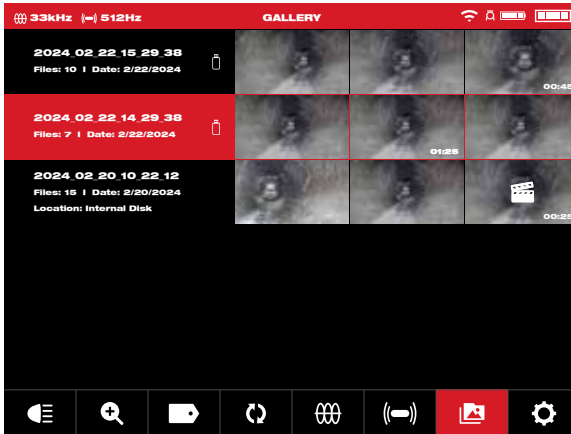 33kHz 512Hz GALLERY
2024_02_22_15_29_38
Files: 10 I Date: 2/22/2024
00:45
2024_02_22_14_29_38
Files: 7 I Date: 2/22/2024
01:25
2024_02_20_10_22_12
Files: 15 I Date: 2/20/2024
Location: Internal Disk
00:25